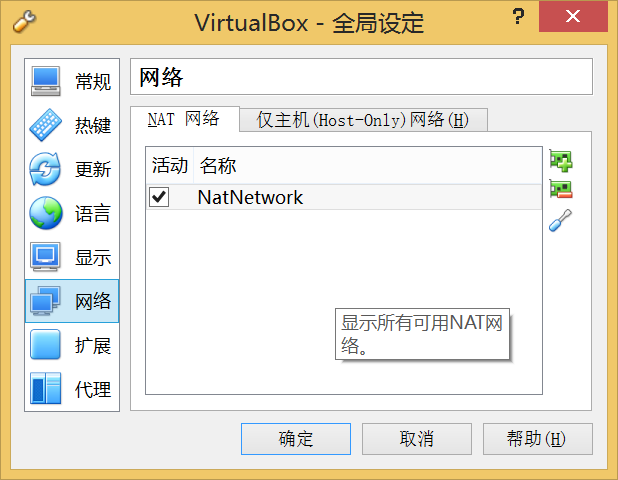 VirtualBox - 全局设定
?
常规
热键
更新
语言
显示
网络
扩展
代理
网络
NAT 网络
仅主机(Host-Only)网络(H)
活动 名称
NatNetwork
显示所有可用NAT网
络。
确定
取消
帮助(H)